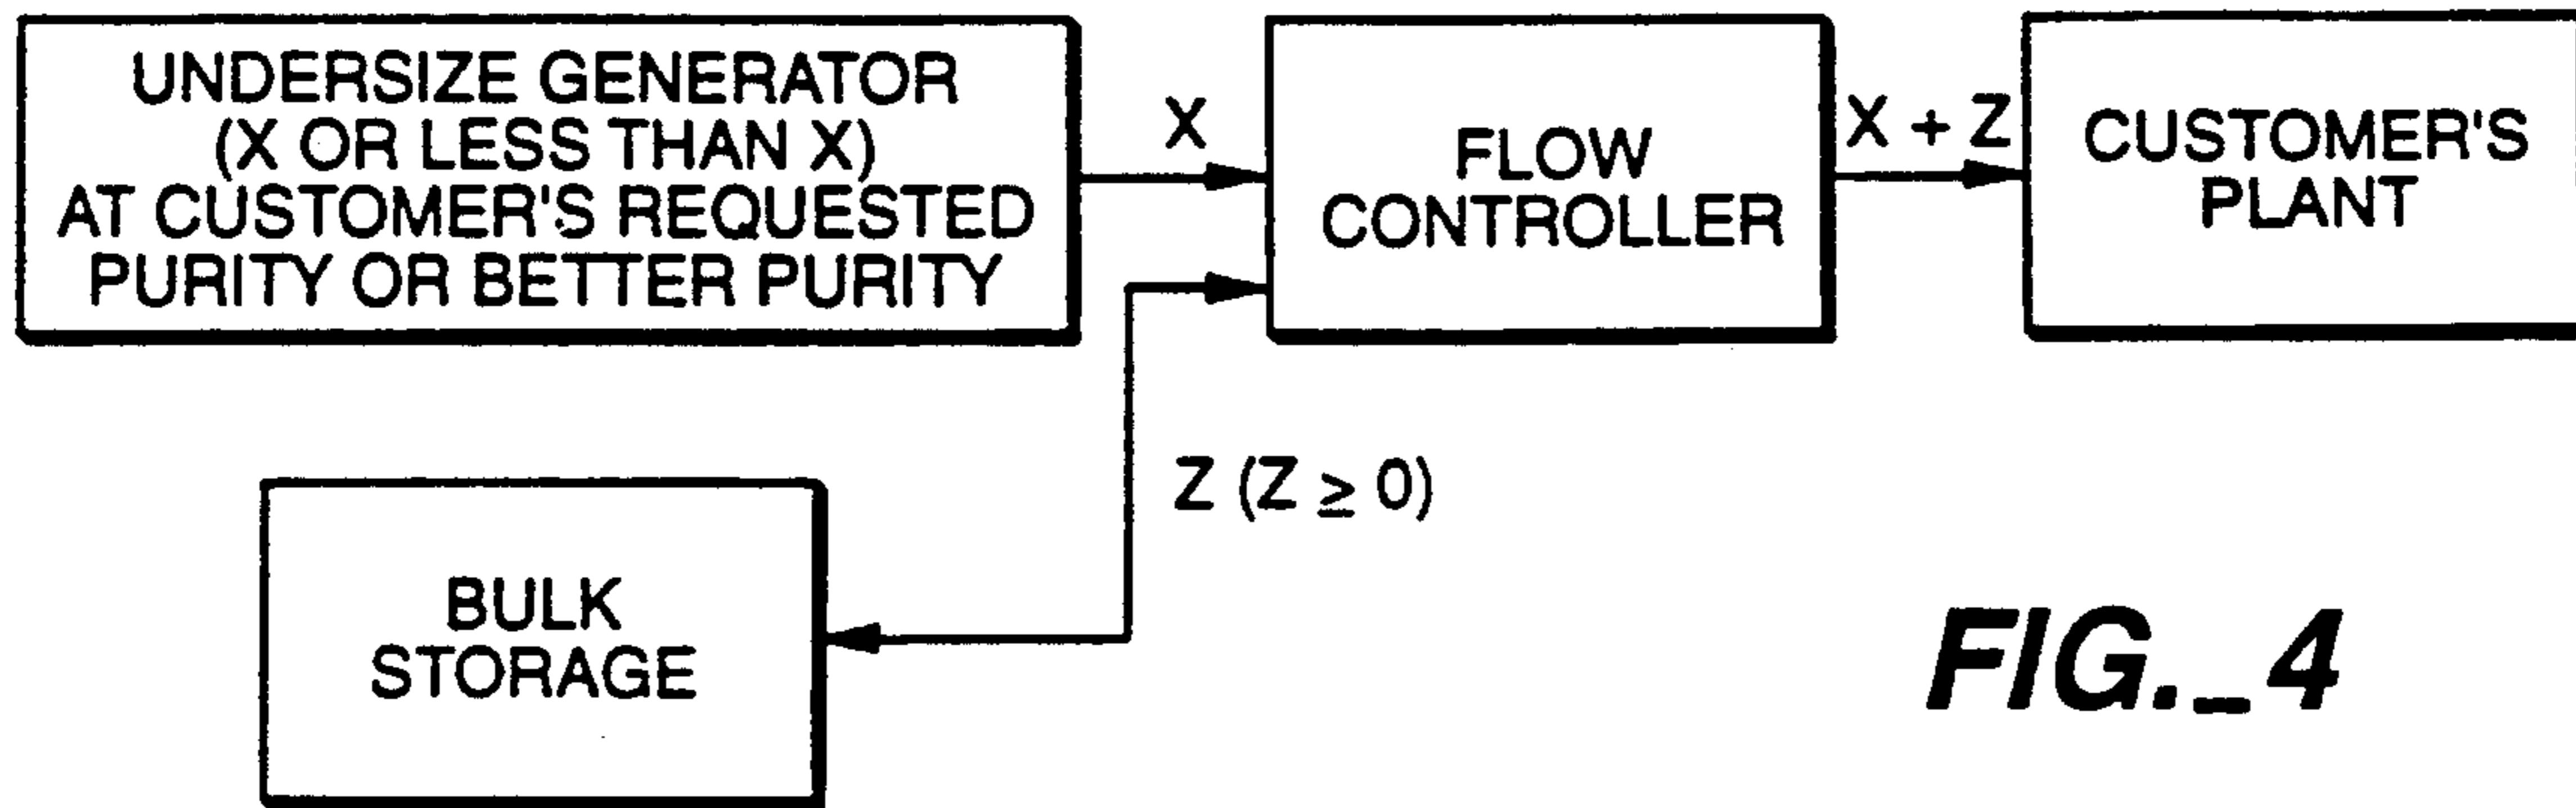 UNDERSIZE GENERATOR
(X OR LESS THAN X)
AT CUSTOMER'S REQUESTED
PURITY OR BETTER PURITY
X
FLOW
CONTROLLER
X + Z
CUSTOMER'S
PLANT
Z (Z ≥ 0)
BULK
STORAGE
FIG._4